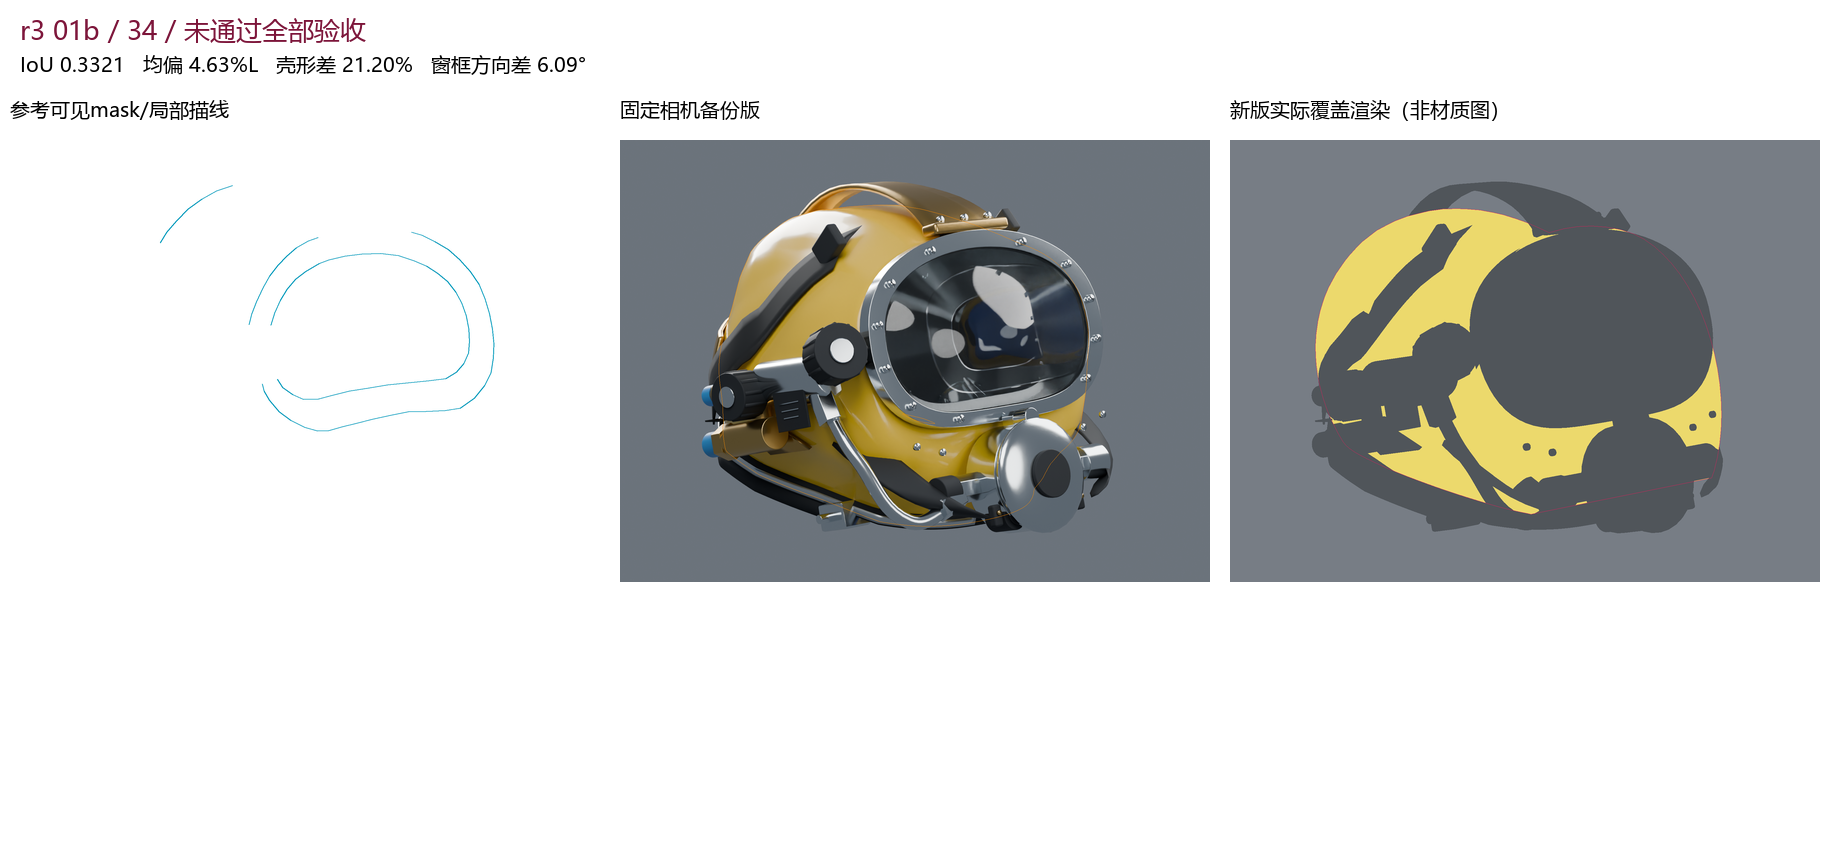 r3 01b / 34 / 未通过全部验收
IoU 0.3321 均偏 4.63%L 壳形差 21.20% 窗框方向差 6.09°
参考可见mask/局部描线
固定相机备份版
新版实际覆盖渲染（非材质图）